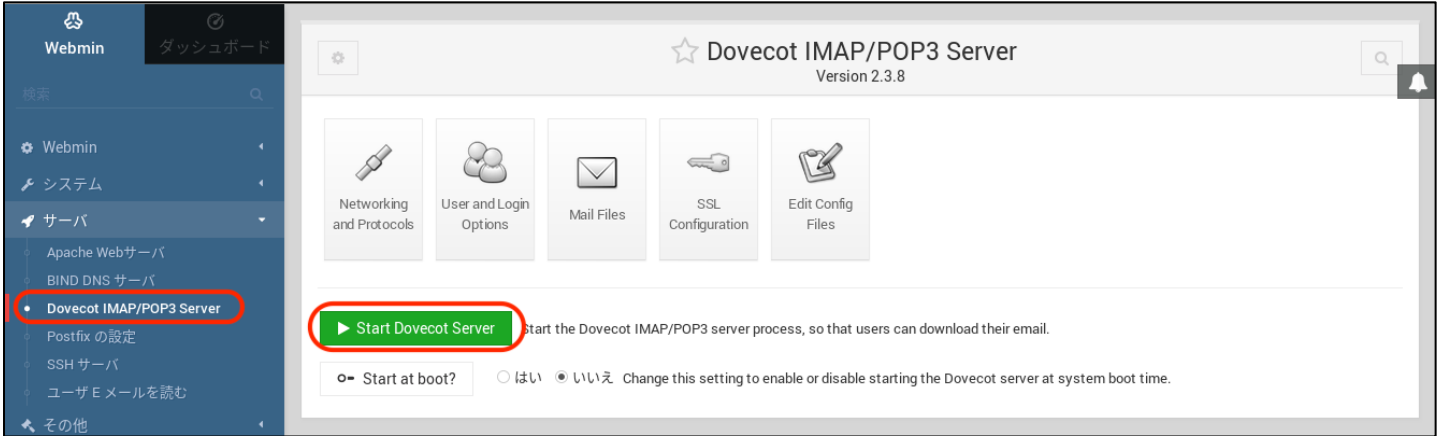 Webmin
ダッシュボード
検索
Webmin
システム
サーバ
Apache Webサーバ
BIND DNS サーバ
Dovecot IMAP/POP3 Server
Postfix の設定
SSH サーバ
ユーザ E メールを読む
その他
Dovecot IMAP/POP3 Server
Version 2.3.8
Networking
and Protocols
User and Login
Options
Mail Files
SSL
Configuration
Edit Config
Files
Start Dovecot Server
Start the Dovecot IMAP/POP3 server process, so that users can download their email.
Start at boot?
はい
いいえ
Change this setting to enable or disable starting the Dovecot server at system boot time.